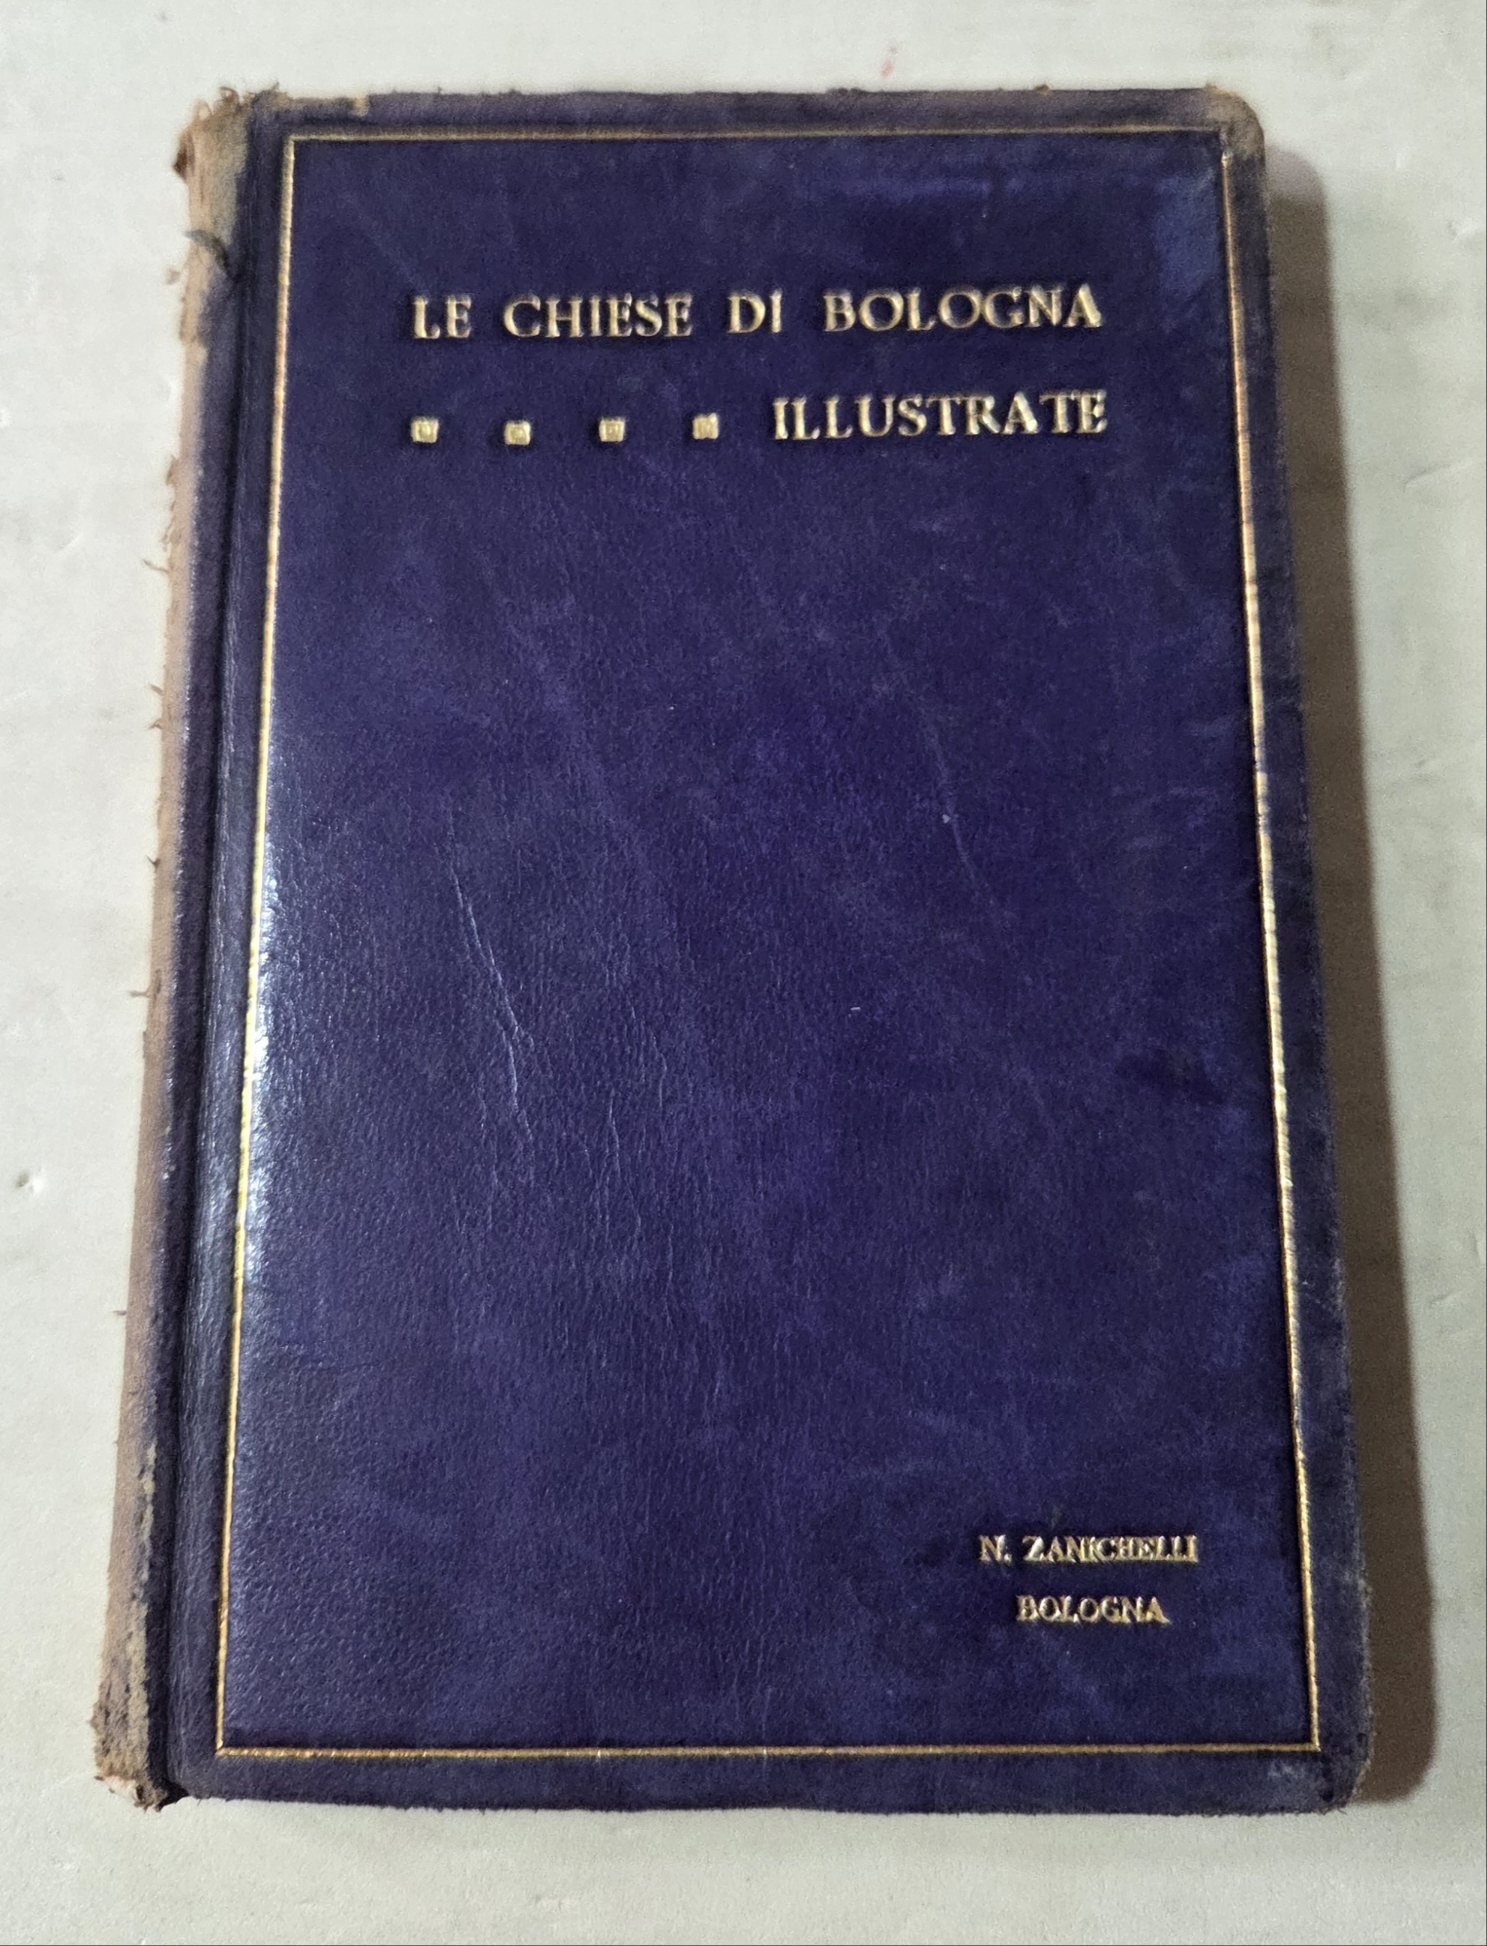 LE CHIESE DI BOLOGNA
ILLUSTRATE
N. ZANICHELLI
BOLOGNA